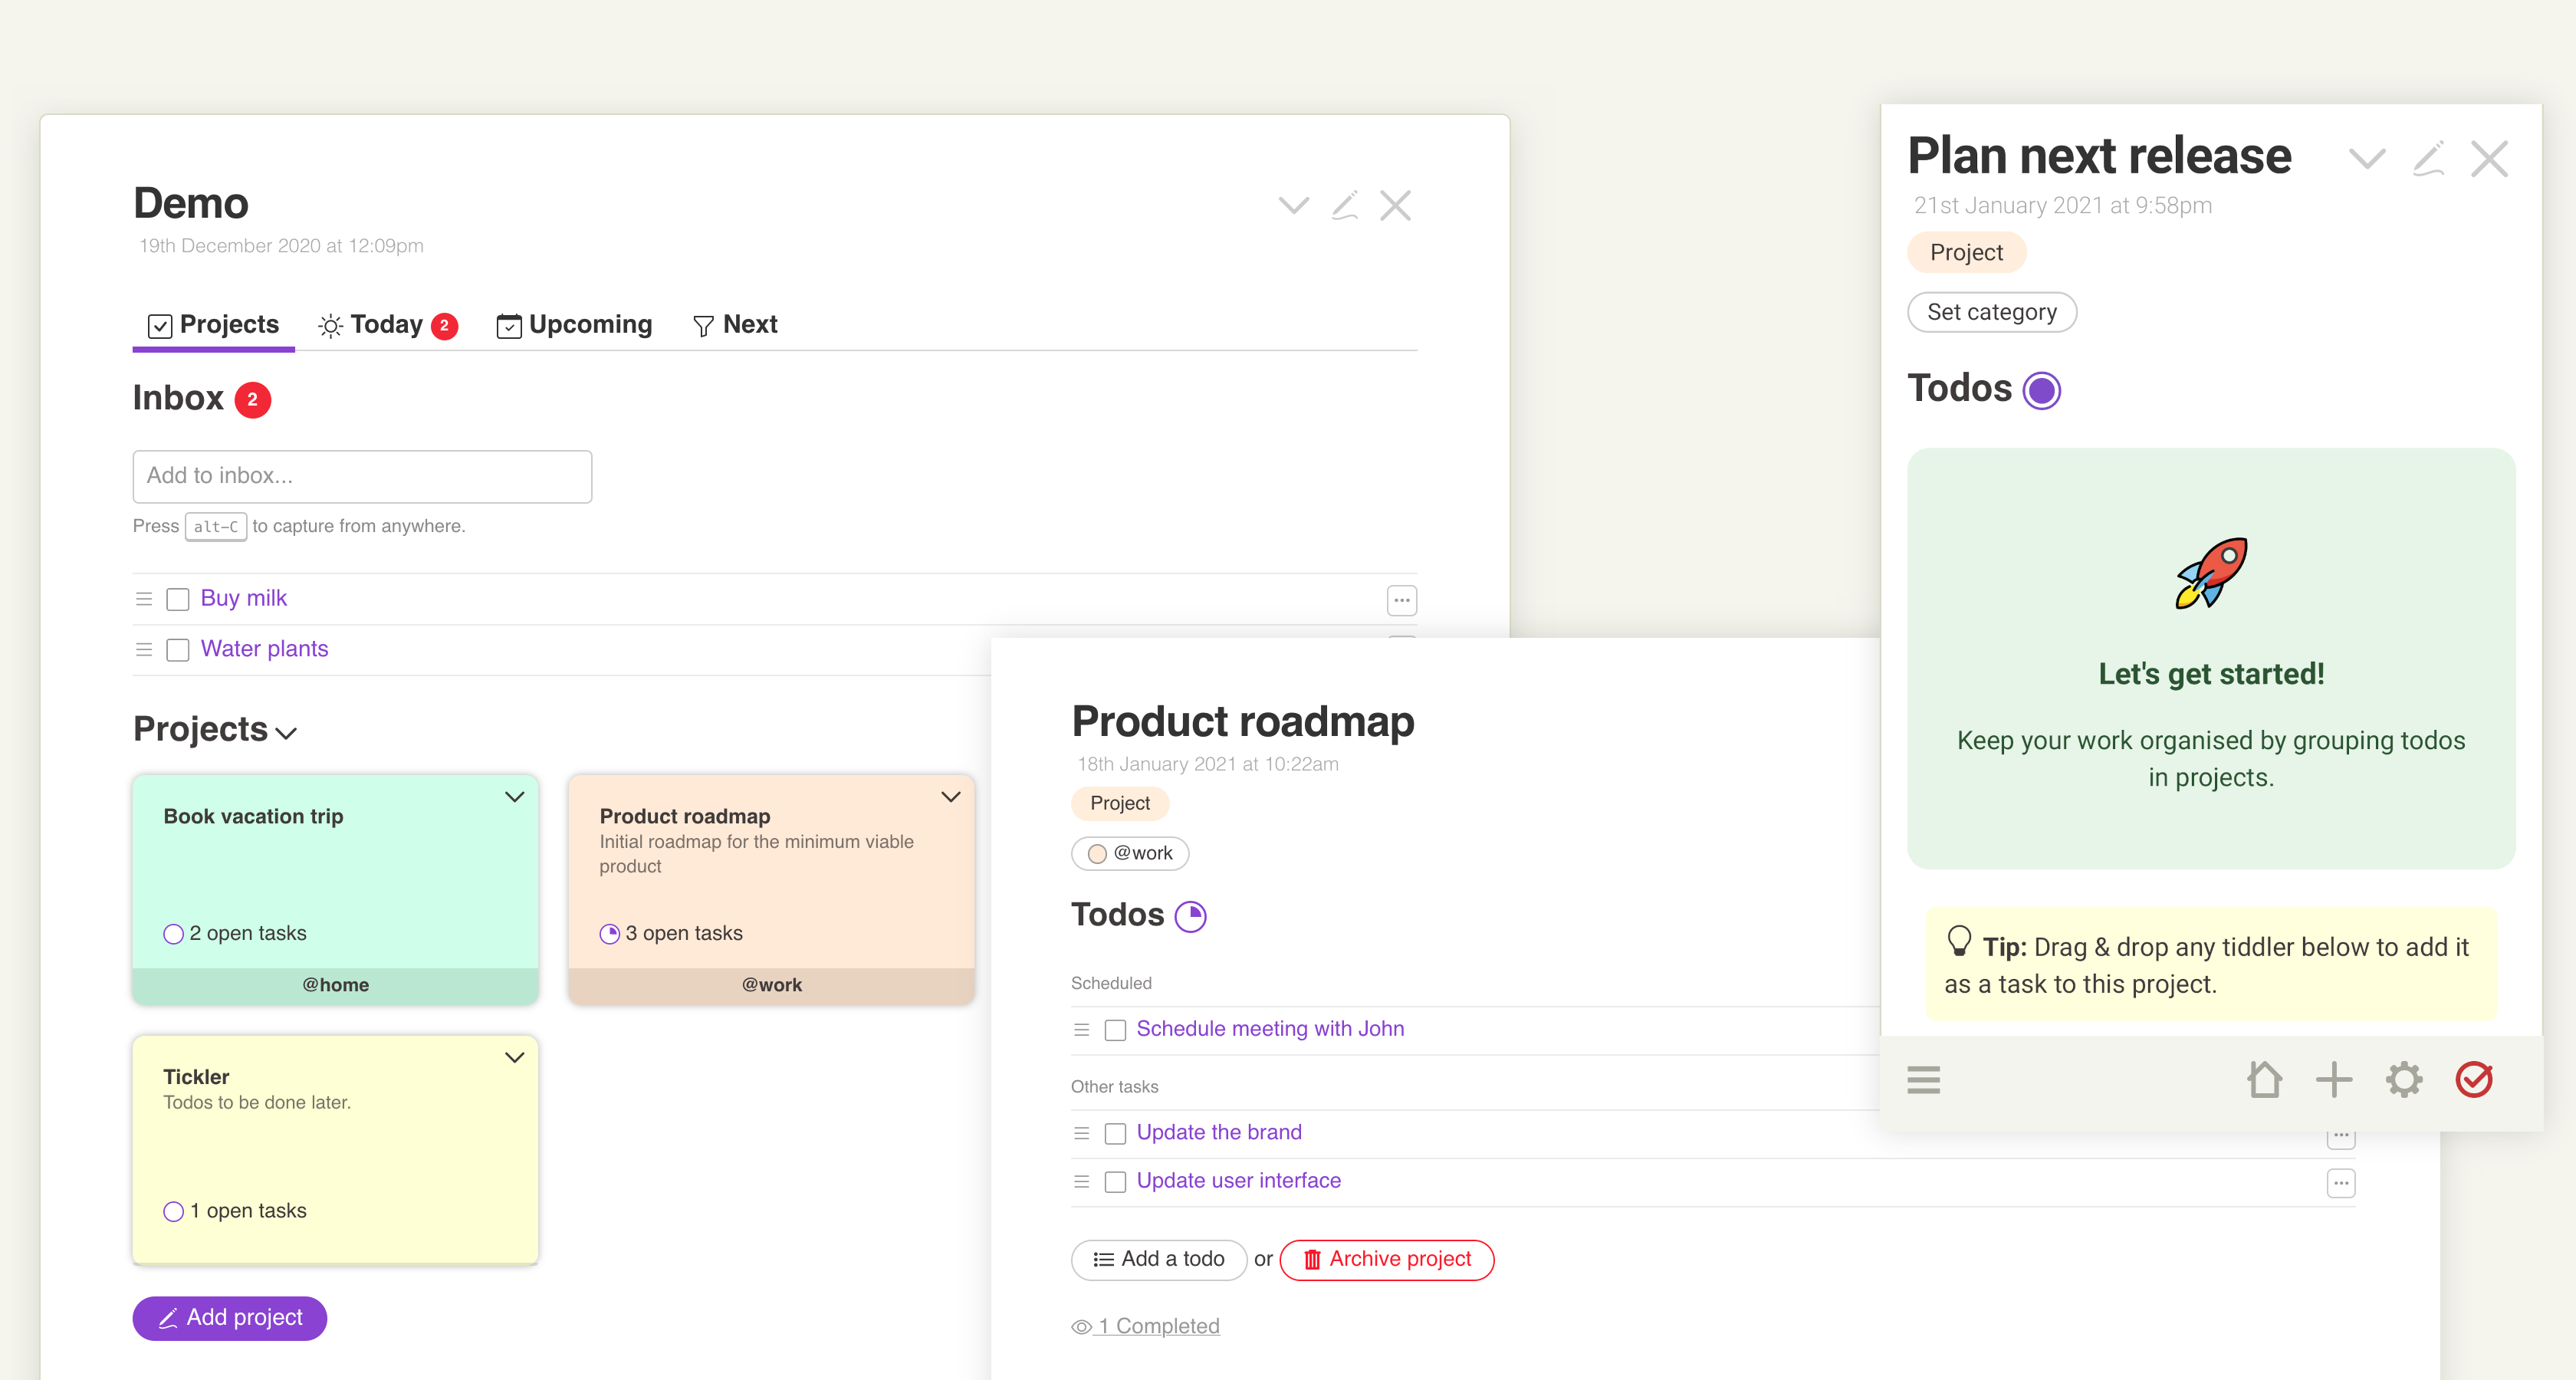 Demo
19th December 2020 at 12:09pm
Projects Today 2 Upcoming Next
Inbox 2
Add to inbox...
Press alt-C to capture from anywhere.
Buy milk
Water plants
Projects
Book vacation trip
2 open tasks
@home
Product roadmap
Initial roadmap for the minimum viable
product
3 open tasks
@work
Tickler
Todos to be done later.
1 open tasks
Add project
Product roadmap
18th January 2021 at 10:22am
Project
@work
Todos
Scheduled
Schedule meeting with John
Other tasks
Update the brand
Update user interface
Add a todo or Archive project
1 Completed
Plan next release
21st January 2021 at 9:58pm
Project
Set category
Todos
Let's get started!
Keep your work organised by grouping todos
in projects.
Tip: Drag & drop any tiddler below to add it
as a task to this project.